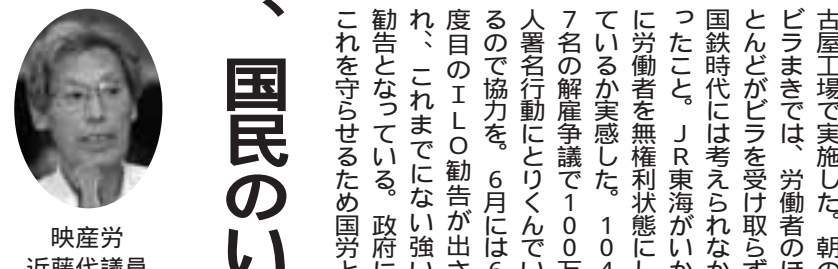 古屋工場で実施した。朝の
ビラまきでは、労働者のほ
とんどがビラを受け取らず
国鉄時代には考えられなか
ったこと。ＪＲ東海がいか
に労働者を無権利状態にし
ているか実感した。１０４
７名の解雇争議で１００万
人署名行動にとりくんでい
るので協力を。６月には６
度目のＩＬＯ勧告が出さ
れ、これまでにない強い
勧告となっている。政府に
これを守らせるため国労と
、国民のい
映産労
近藤代議員